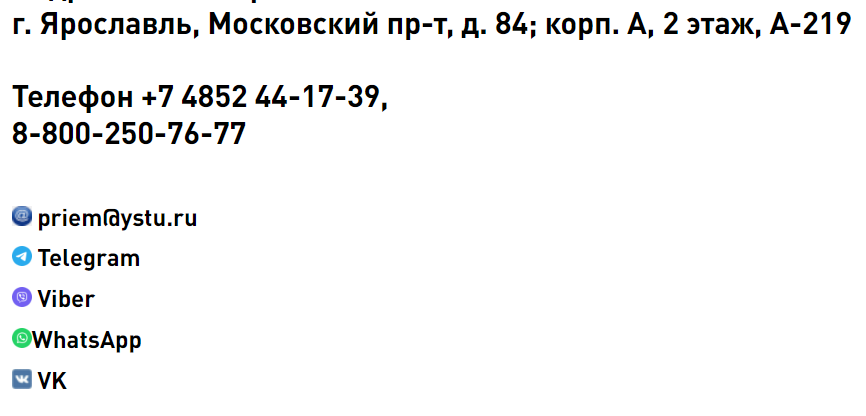 г. Ярославль, Московский пр-т, д. 84; корп. А, 2 этаж, А-219
Телефон +7 4852 44-17-39,
8-800-250-76-77
priem@ystu.ru
Telegram
Viber
WhatsApp
VK